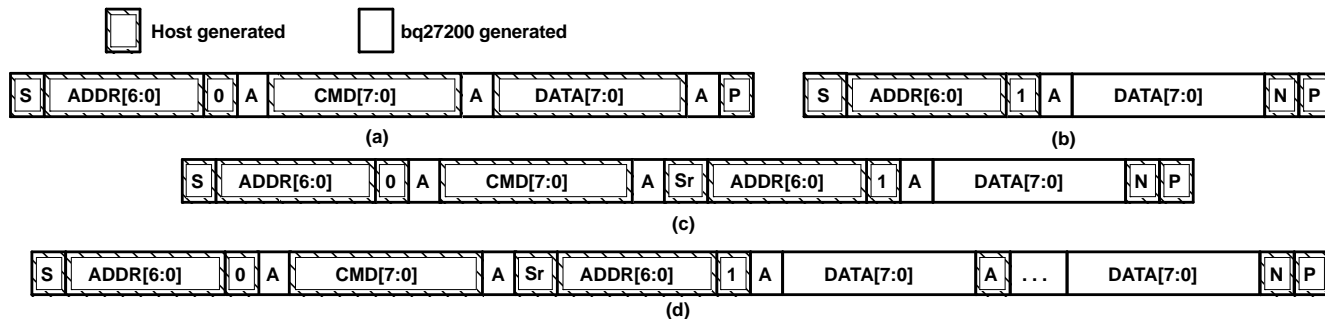 Host generated bq27200 generated
S ADDR[6:0] 0 A CMD[7:0] A DATA[7:0] A P S ADDR[6:0] 1 A DATA[7:0] N P
(a) (b)
S ADDR[6:0] 0 A CMD[7:0] A Sr ADDR[6:0] 1 A DATA[7:0] N P
(c)
S ADDR[6:0] 0 A CMD[7:0] A Sr ADDR[6:0] 1 A DATA[7:0] A ... DATA[7:0] N P
(d)